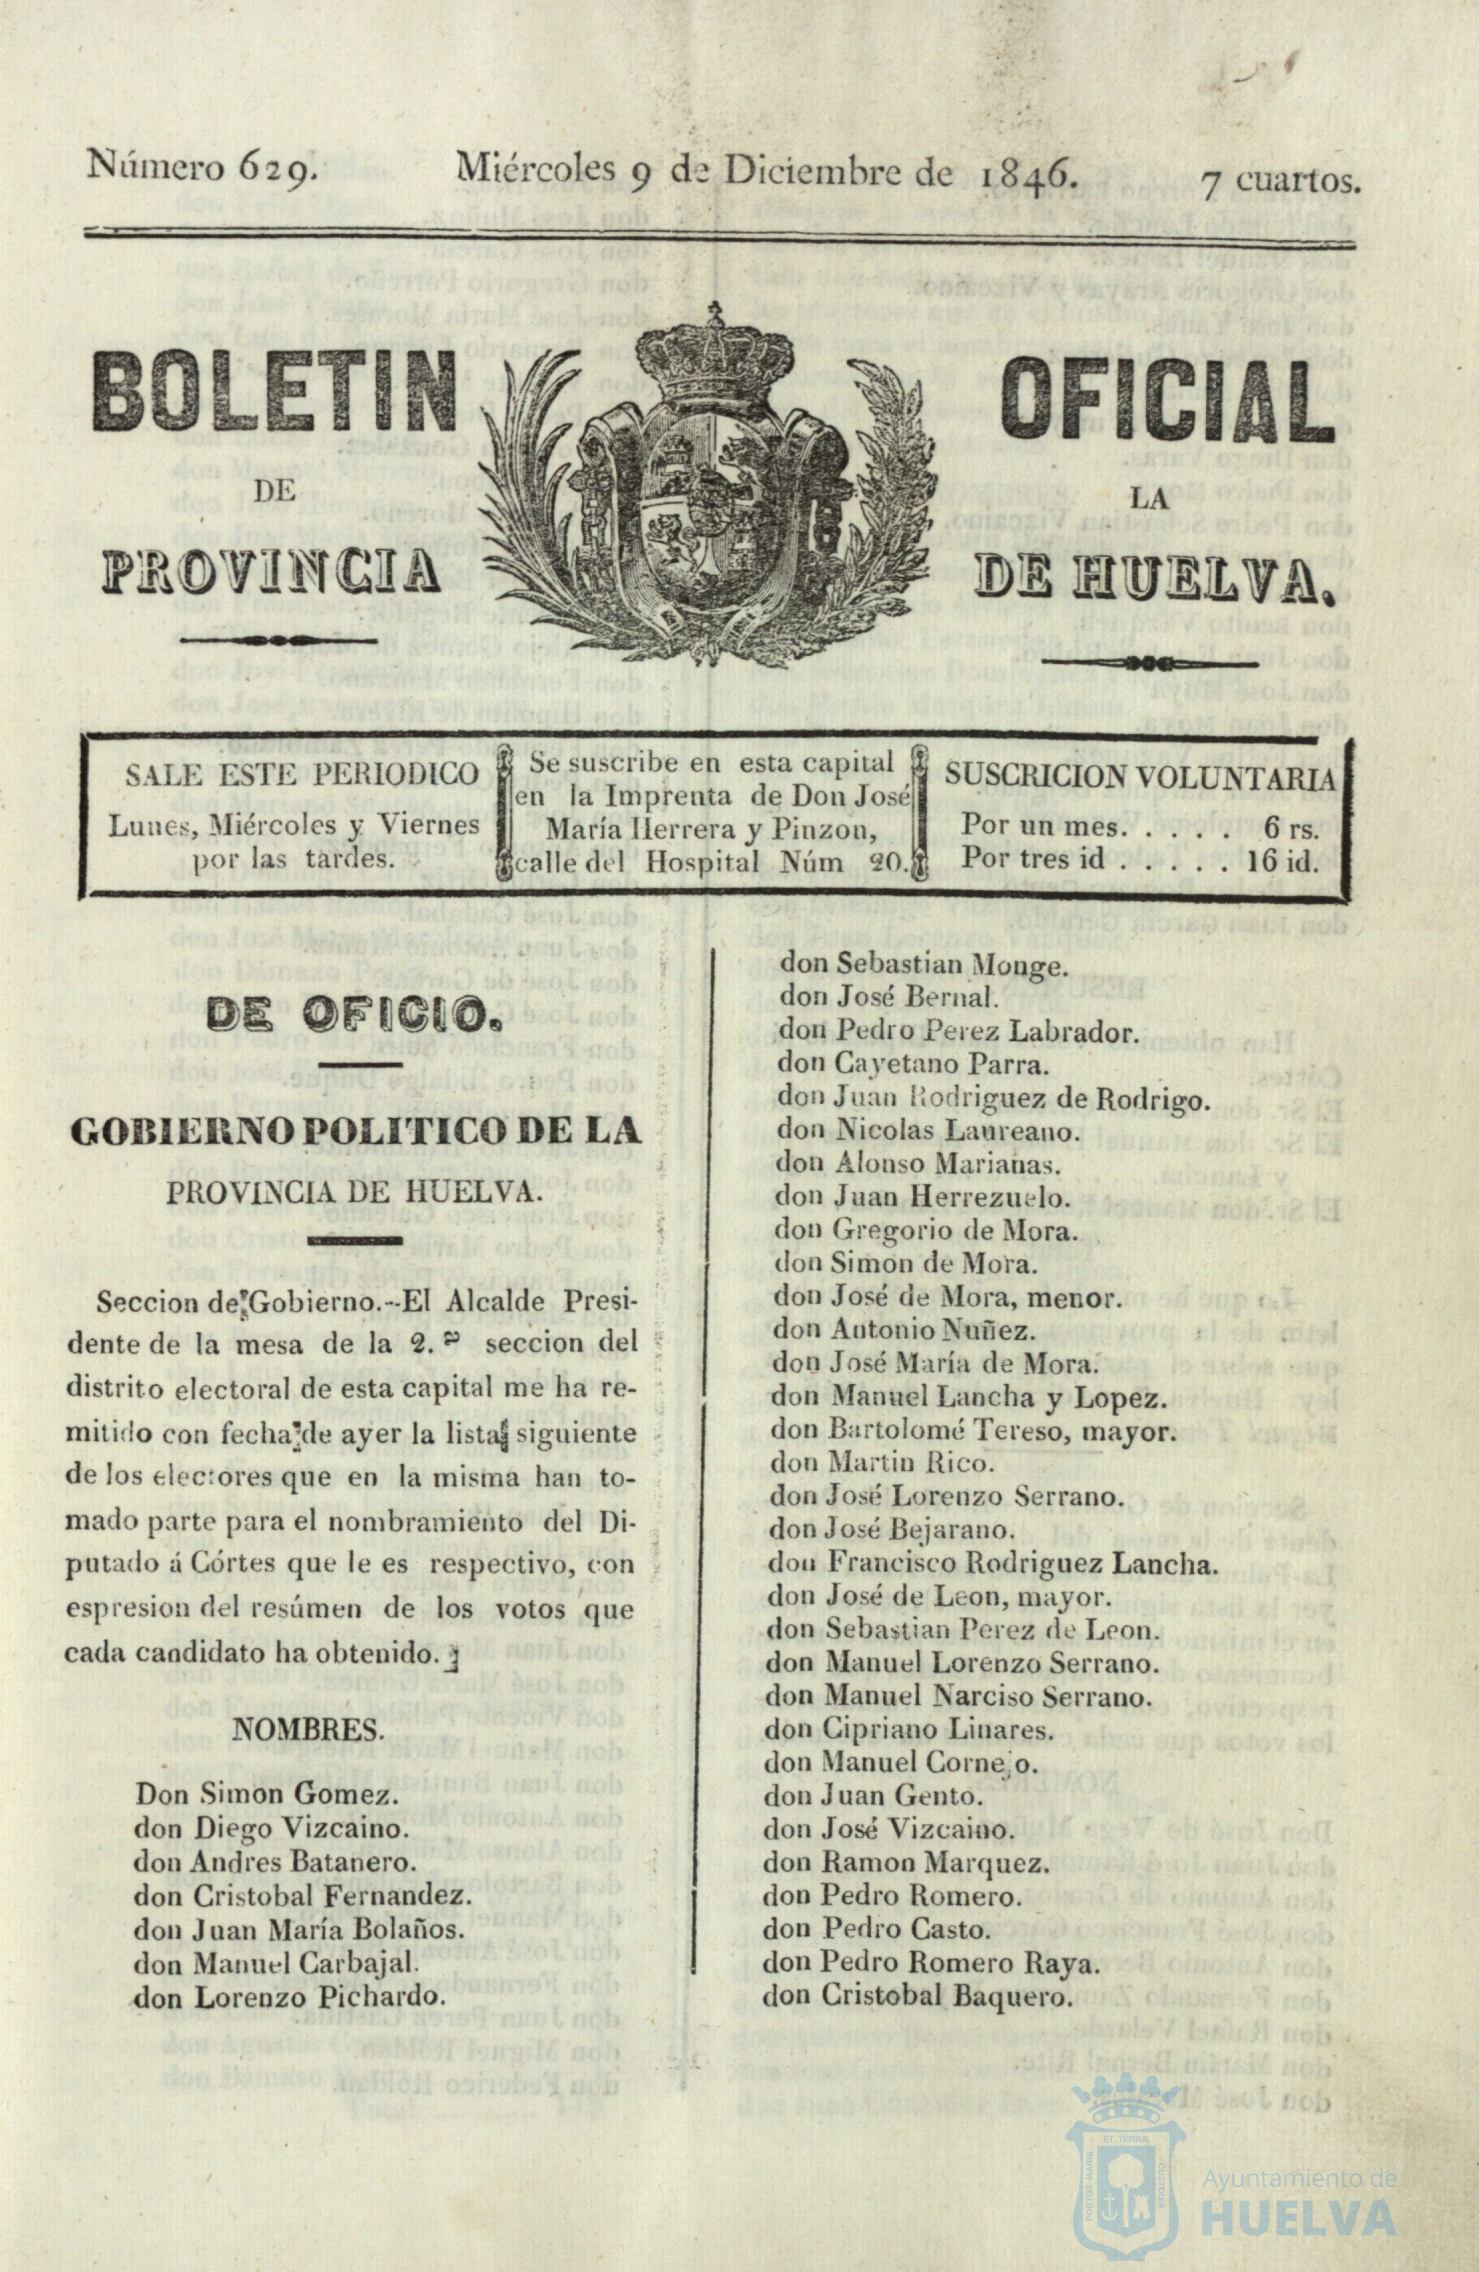 Número 629. Miércoles 9 de Diciembre de 1846. 7 cuartos.
BOLETIN OFICIAL
DE LA
PROVINCIA DE HUELVA.
SALE ESTE PERIODICO
Lunes, Miércoles y Viernes
por las tardes.
Se suscribe en esta capital
en la Imprenta de Don José
María Herrera y Pinzon,
calle del Hospital Núm 20.
SUSCRICION VOLUNTARIA
Por un mes. . . . . 6 rs.
Por tres id . . . . . 16 id.
DE OFICIO.
GOBIERNO POLITICO DE LA
PROVINCIA DE HUELVA.
Seccion de Gobierno.--El Alcalde Presi-
dente de la mesa de la 2.ª seccion del
distrito electoral de esta capital me ha re-
mitido con fecha de ayer la lista siguiente
de los electores que en la misma han to-
mado parte para el nombramiento del Di-
putado á Córtes que le es respectivo, con
espresion del resúmen de los votos que
cada candidato ha obtenido.
NOMBRES.
Don Simon Gomez.
don Diego Vizcaino.
don Andres Batanero.
don Cristobal Fernandez.
don Juan María Bolaños.
don Manuel Carbajal.
don Lorenzo Pichardo.
don Sebastian Monge.
don José Bernal.
don Pedro Perez Labrador.
don Cayetano Parra.
don Juan Rodriguez de Rodrigo.
don Nicolas Laureano.
don Alonso Marianas.
don Juan Herrezuelo.
don Gregorio de Mora.
don Simon de Mora.
don José de Mora, menor.
don Antonio Nuñez.
don José María de Mora.
don Manuel Lancha y Lopez.
don Bartolomé Tereso, mayor.
don Martin Rico.
don José Lorenzo Serrano.
don José Bejarano.
don Francisco Rodriguez Lancha.
don José de Leon, mayor.
don Sebastian Perez de Leon.
don Manuel Lorenzo Serrano.
don Manuel Narciso Serrano.
don Cipriano Linares.
don Manuel Cornejo.
don Juan Gento.
don José Vizcaino.
don Ramon Marquez.
don Pedro Romero.
don Pedro Casto.
don Pedro Romero Raya.
don Cristobal Baquero.
PORTUS MARIS
ET TERRÆ
CUSTODIA
Ayuntamiento de
HUELVA